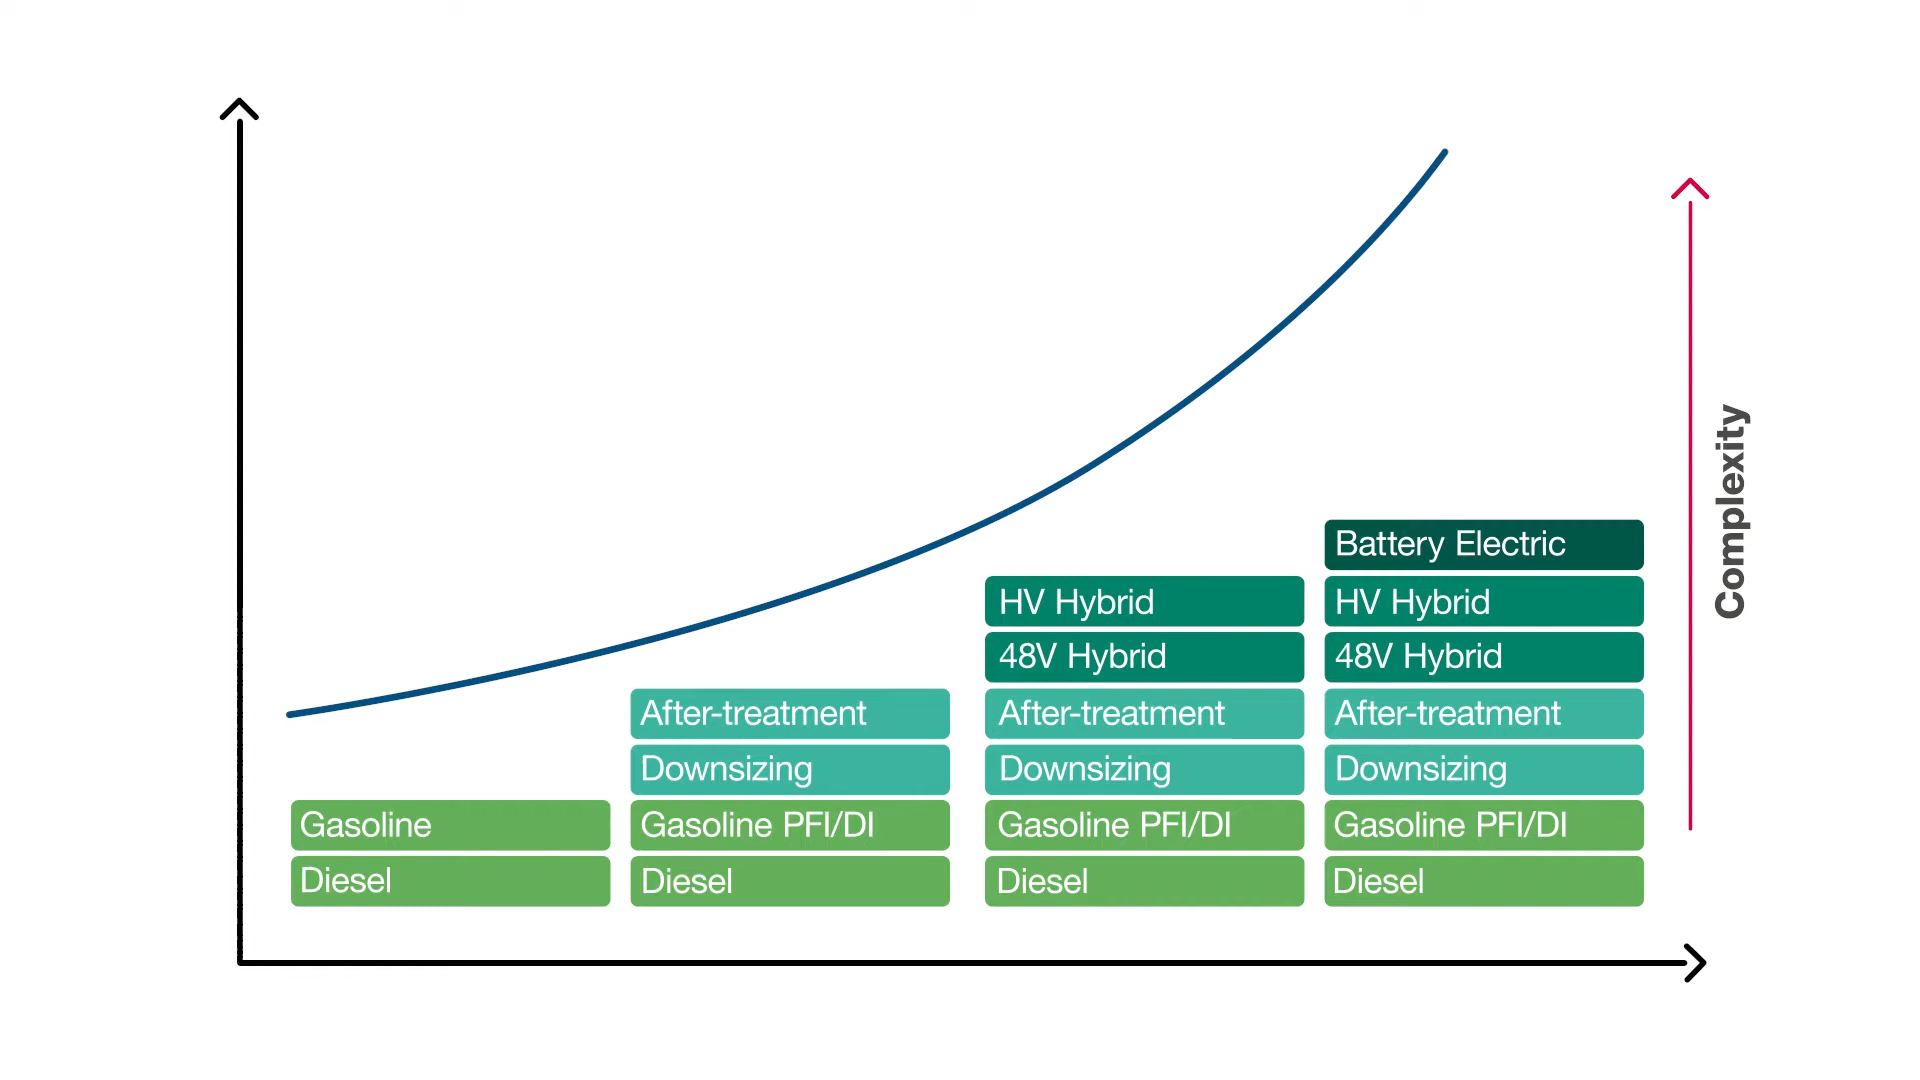 Gasoline
Diesel
After-treatment
Downsizing
Gasoline PFI/DI
Diesel
HV Hybrid
48V Hybrid
After-treatment
Downsizing
Gasoline PFI/DI
Diesel
Battery Electric
HV Hybrid
48V Hybrid
After-treatment
Downsizing
Gasoline PFI/DI
Diesel
Complexity